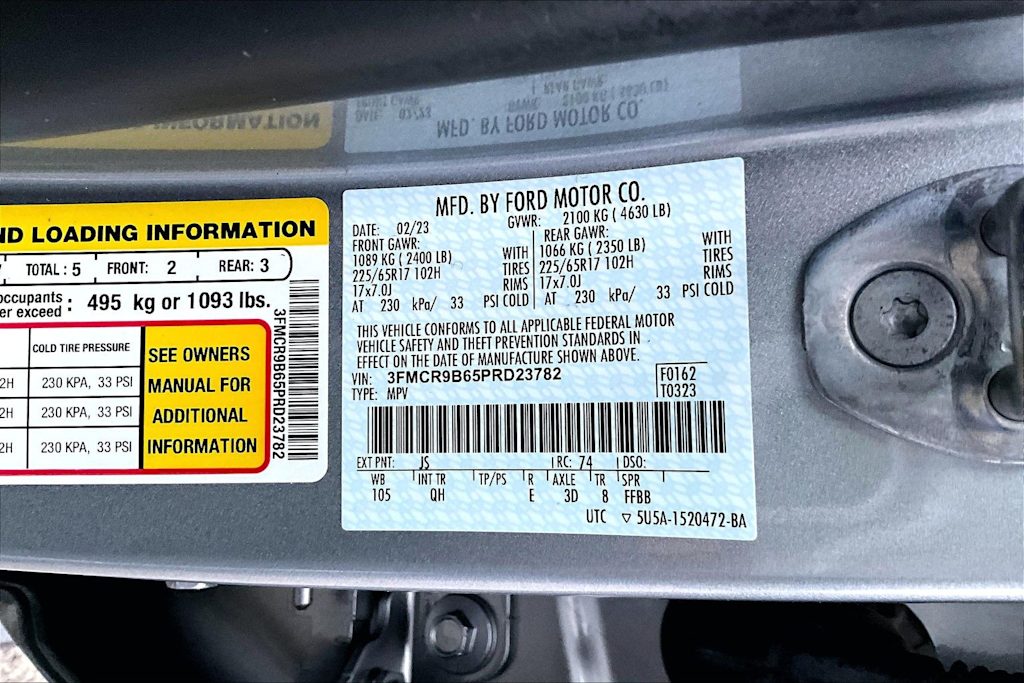 ND LOADING INFORMATION
TOTAL : 5 FRONT: 2 REAR: 3
occupants
er exceed : 495 kg or 1093 lbs.
COLD TIRE PRESSURE
2H 230 KPA, 33 PSI
2H 230 KPA, 33 PSI
2H 230 KPA, 33 PSI
SEE OWNERS
MANUAL FOR
ADDITIONAL
INFORMATION
3FMCR9B65PRD23782
MFD. BY FORD MOTOR CO.
DATE: 02/23 GVWR: 2100 KG ( 4630 LB)
FRONT GAWR: REAR GAWR:
1089 KG ( 2400 LB) WITH 1066 KG ( 2350 LB) WITH
225/65R17 102H TIRES 225/65R17 102H TIRES
17x7.0J RIMS 17x7.0J RIMS
AT 230 kPa/ 33 PSI COLD AT 230 kPa/ 33 PSI COLD
THIS VEHICLE CONFORMS TO ALL APPLICABLE FEDERAL MOTOR
VEHICLE SAFETY AND THEFT PREVENTION STANDARDS IN
EFFECT ON THE DATE OF MANUFACTURE SHOWN ABOVE.
VIN: 3FMCR9B65PRD23782 F0162
TYPE: MPV T0323
EXT PNT: JS RC: 74 DSO:
WB INT TR TP/PS R AXLE TR SPR
105 QH E 3D 8 FFBB
UTC ▽ 5U5A-1520472-BA